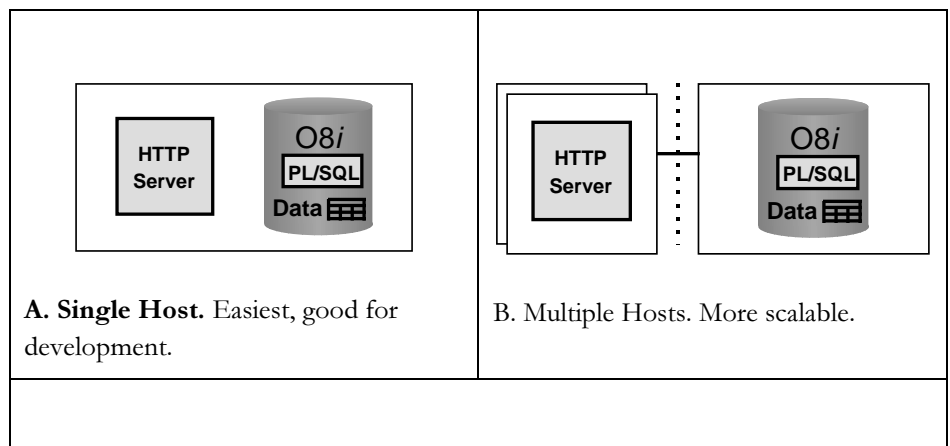 HTTP
Server
O8i
PL/SQL
Data
A. Single Host. Easiest, good for
development.
HTTP
Server
O8i
PL/SQL
Data
B. Multiple Hosts. More scalable.